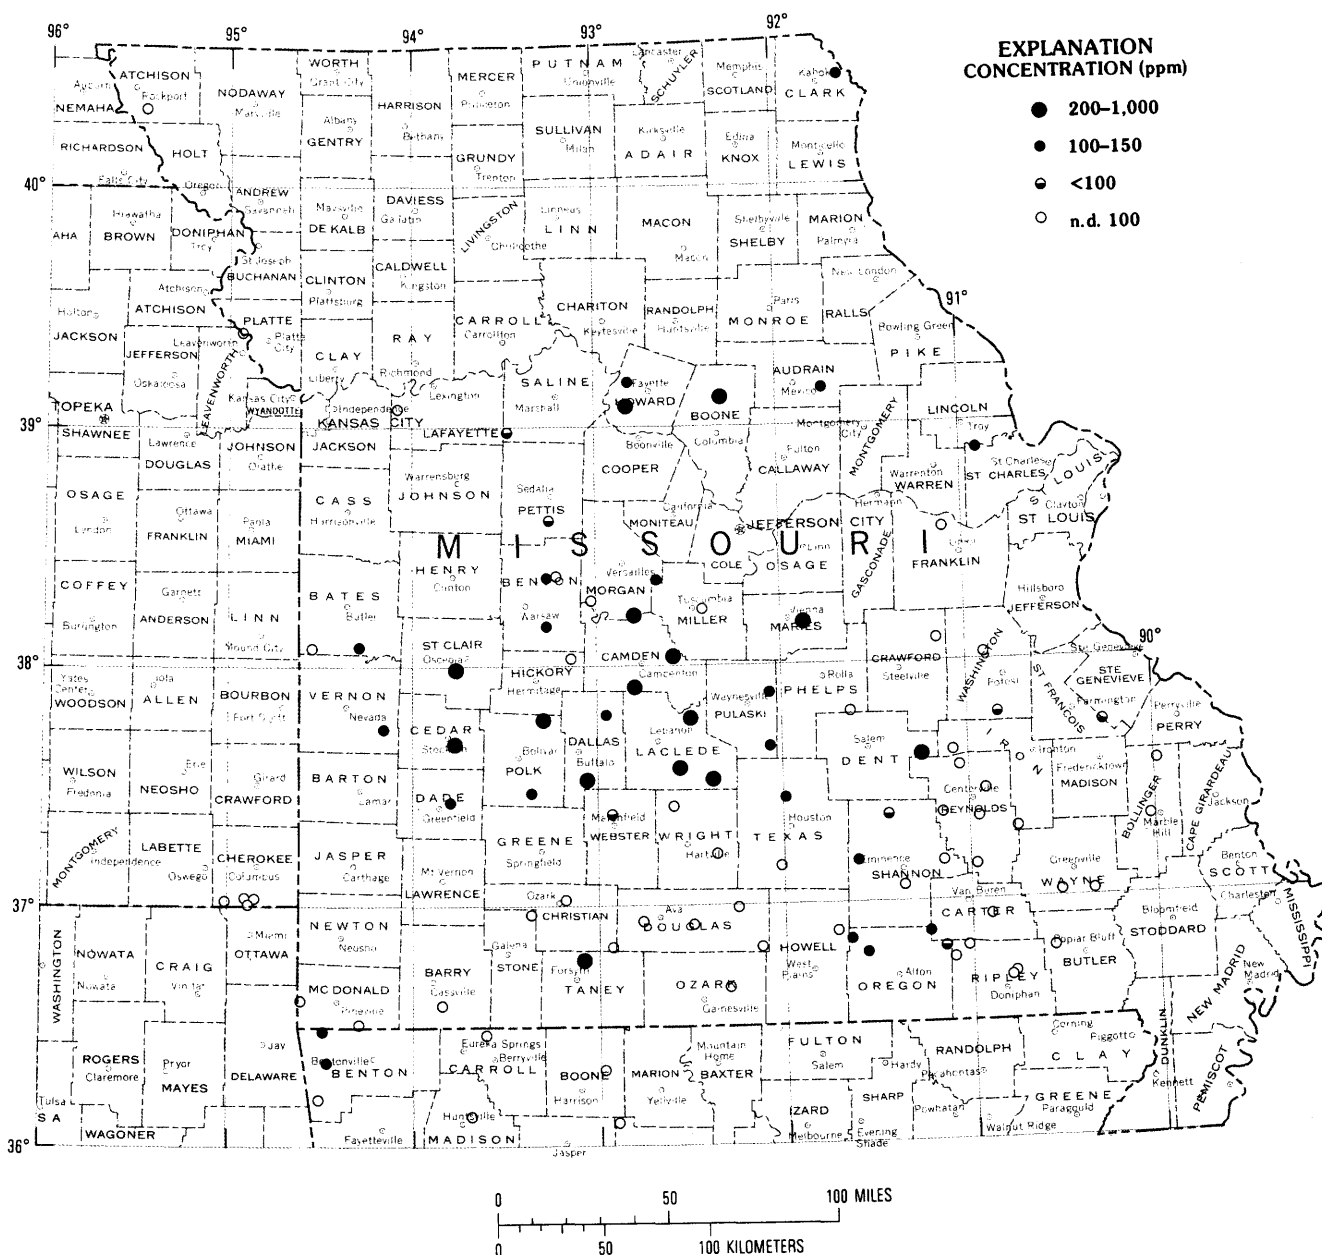 96°
95°
94°
93°
92°
EXPLANATION
CONCENTRATION (ppm)
200–1,000
100–150
<100
n.d. 100
ATCHISON
Rockport
NEMAHA
NODAWAY
WORTH
Grant City
Albany
GENTRY
HARRISON
Bethany
MERCER
Princeton
PUTNAM
Unionville
Lancaster
SCHUYLER
Memphis
SCOTLAND
Kahoka
CLARK
RICHARDSON
Falls City
HOLT
Oregon
SULLIVAN
Milan
Kirksville
ADAIR
Edina
KNOX
Monticello
LEWIS
GRUNDY
Trenton
40°
ANDREW
Savannah
Maysville
DE KALB
DAVIESS
Gallatin
LIVINGSTON
Chillicothe
Linneus
LINN
MACON
Macon
Shelbyville
SHELBY
MARION
Palmyra
AHA
Hiawatha
BROWN
DONIPHAN
Troy
St Joseph
BUCHANAN
CLINTON
Plattsburg
CALDWELL
Kingston
New London
Atchison
ATCHISON
Holton
JACKSON
PLATTE
Platte City
CHARITON
Keytesville
RANDOLPH
Huntsville
Paris
MONROE
RALLS
91°
Bowling Green
PIKE
JEFFERSON
Oskaloosa
Leavenworth
LEAVENWORTH
CLAY
Liberty
RAY
Richmond
CARROLL
Carrollton
SALINE
Marshall
Fayette
HOWARD
BOONE
Columbia
AUDRAIN
Mexico
Kansas City
WYANDOTTE
Independence
KANSAS CITY
Lexington
LAFAYETTE
Montgomery City
MONTGOMERY
LINCOLN
Troy
TOPEKA
39°
SHAWNEE
Lawrence
DOUGLAS
JOHNSON
Olathe
JACKSON
Boonville
COOPER
Fulton
CALLAWAY
Warrenton
WARREN
St Charles
ST CHARLES
ST LOUIS
Clayton
ST LOUIS
OSAGE
Lyndon
Ottawa
FRANKLIN
Paola
MIAMI
CASS
Harrisonville
Warrensburg
JOHNSON
Sedalia
PETTIS
California
MONITEAU
JEFFERSON CITY
Hermann
GASCONADE
Linn
OSAGE
COLE
Union
FRANKLIN
MISSOURI
HENRY
Clinton
BENTON
Warsaw
Versailles
MORGAN
Tuscumbia
MILLER
Vienna
MARIES
Hillsboro
JEFFERSON
COFFEY
Burlington
Garnett
ANDERSON
LINN
Mound City
BATES
Butler
90°
38°
ST CLAIR
Osceola
HICKORY
Hermitage
CAMDEN
Camdenton
Waynesville
PULASKI
Rolla
PHELPS
CRAWFORD
Steelville
WASHINGTON
Potosi
ST FRANCOIS
Ste Genevieve
STE GENEVIEVE
Farmington
Perryville
PERRY
Yates Center
WOODSON
Iola
ALLEN
BOURBON
Fort Scott
VERNON
Nevada
CEDAR
Stockton
Bolivar
POLK
DALLAS
Buffalo
Lebanon
LACLEDE
Salem
DENT
IRON
Ironton
Fredericktown
MADISON
WILSON
Fredonia
Erie
NEOSHO
Girard
CRAWFORD
BARTON
Lamar
DADE
Greenfield
GREENE
Springfield
Marshfield
WEBSTER
WRIGHT
Hartville
Houston
TEXAS
Centerville
REYNOLDS
BOLLINGER
Marble Hill
CAPE GIRARDEAU
Jackson
MONTGOMERY
Independence
LABETTE
Oswego
CHEROKEE
Columbus
JASPER
Carthage
Mt Vernon
LAWRENCE
Eminence
SHANNON
Greenville
WAYNE
Benton
SCOTT
Charleston
MISSISSIPPI
37°
Ozark
CHRISTIAN
Ava
DOUGLAS
Van Buren
CARTER
Bloomfield
STODDARD
WASHINGTON
NOWATA
Nowata
CRAIG
Vinita
Miami
OTTAWA
NEWTON
Neosho
Galena
STONE
Forsyth
TANEY
HOWELL
West Plains
Alton
OREGON
RIPLEY
Doniphan
Poplar Bluff
BUTLER
New Madrid
NEW MADRID
MCDONALD
Pineville
BARRY
Cassville
OZARK
Gainesville
ROGERS
Claremore
Pryor
MAYES
Jay
DELAWARE
Bentonville
BENTON
Eureka Springs
Berryville
CARROLL
BOONE
Harrison
MARION
Yellville
Mountain Home
BAXTER
FULTON
Salem
Hardy
RANDOLPH
Pocahontas
Corning
Piggott
CLAY
DUNKIN
Kennett
PEMISCOT
Tulsa
SA
WAGONER
Fayetteville
Huntsville
MADISON
Jasper
IZARD
Melbourne
SHARP
Evening Shade
Powhatan
GREENE
Paragould
Walnut Ridge
36°
0 50 100 MILES
0 50 100 KILOMETERS